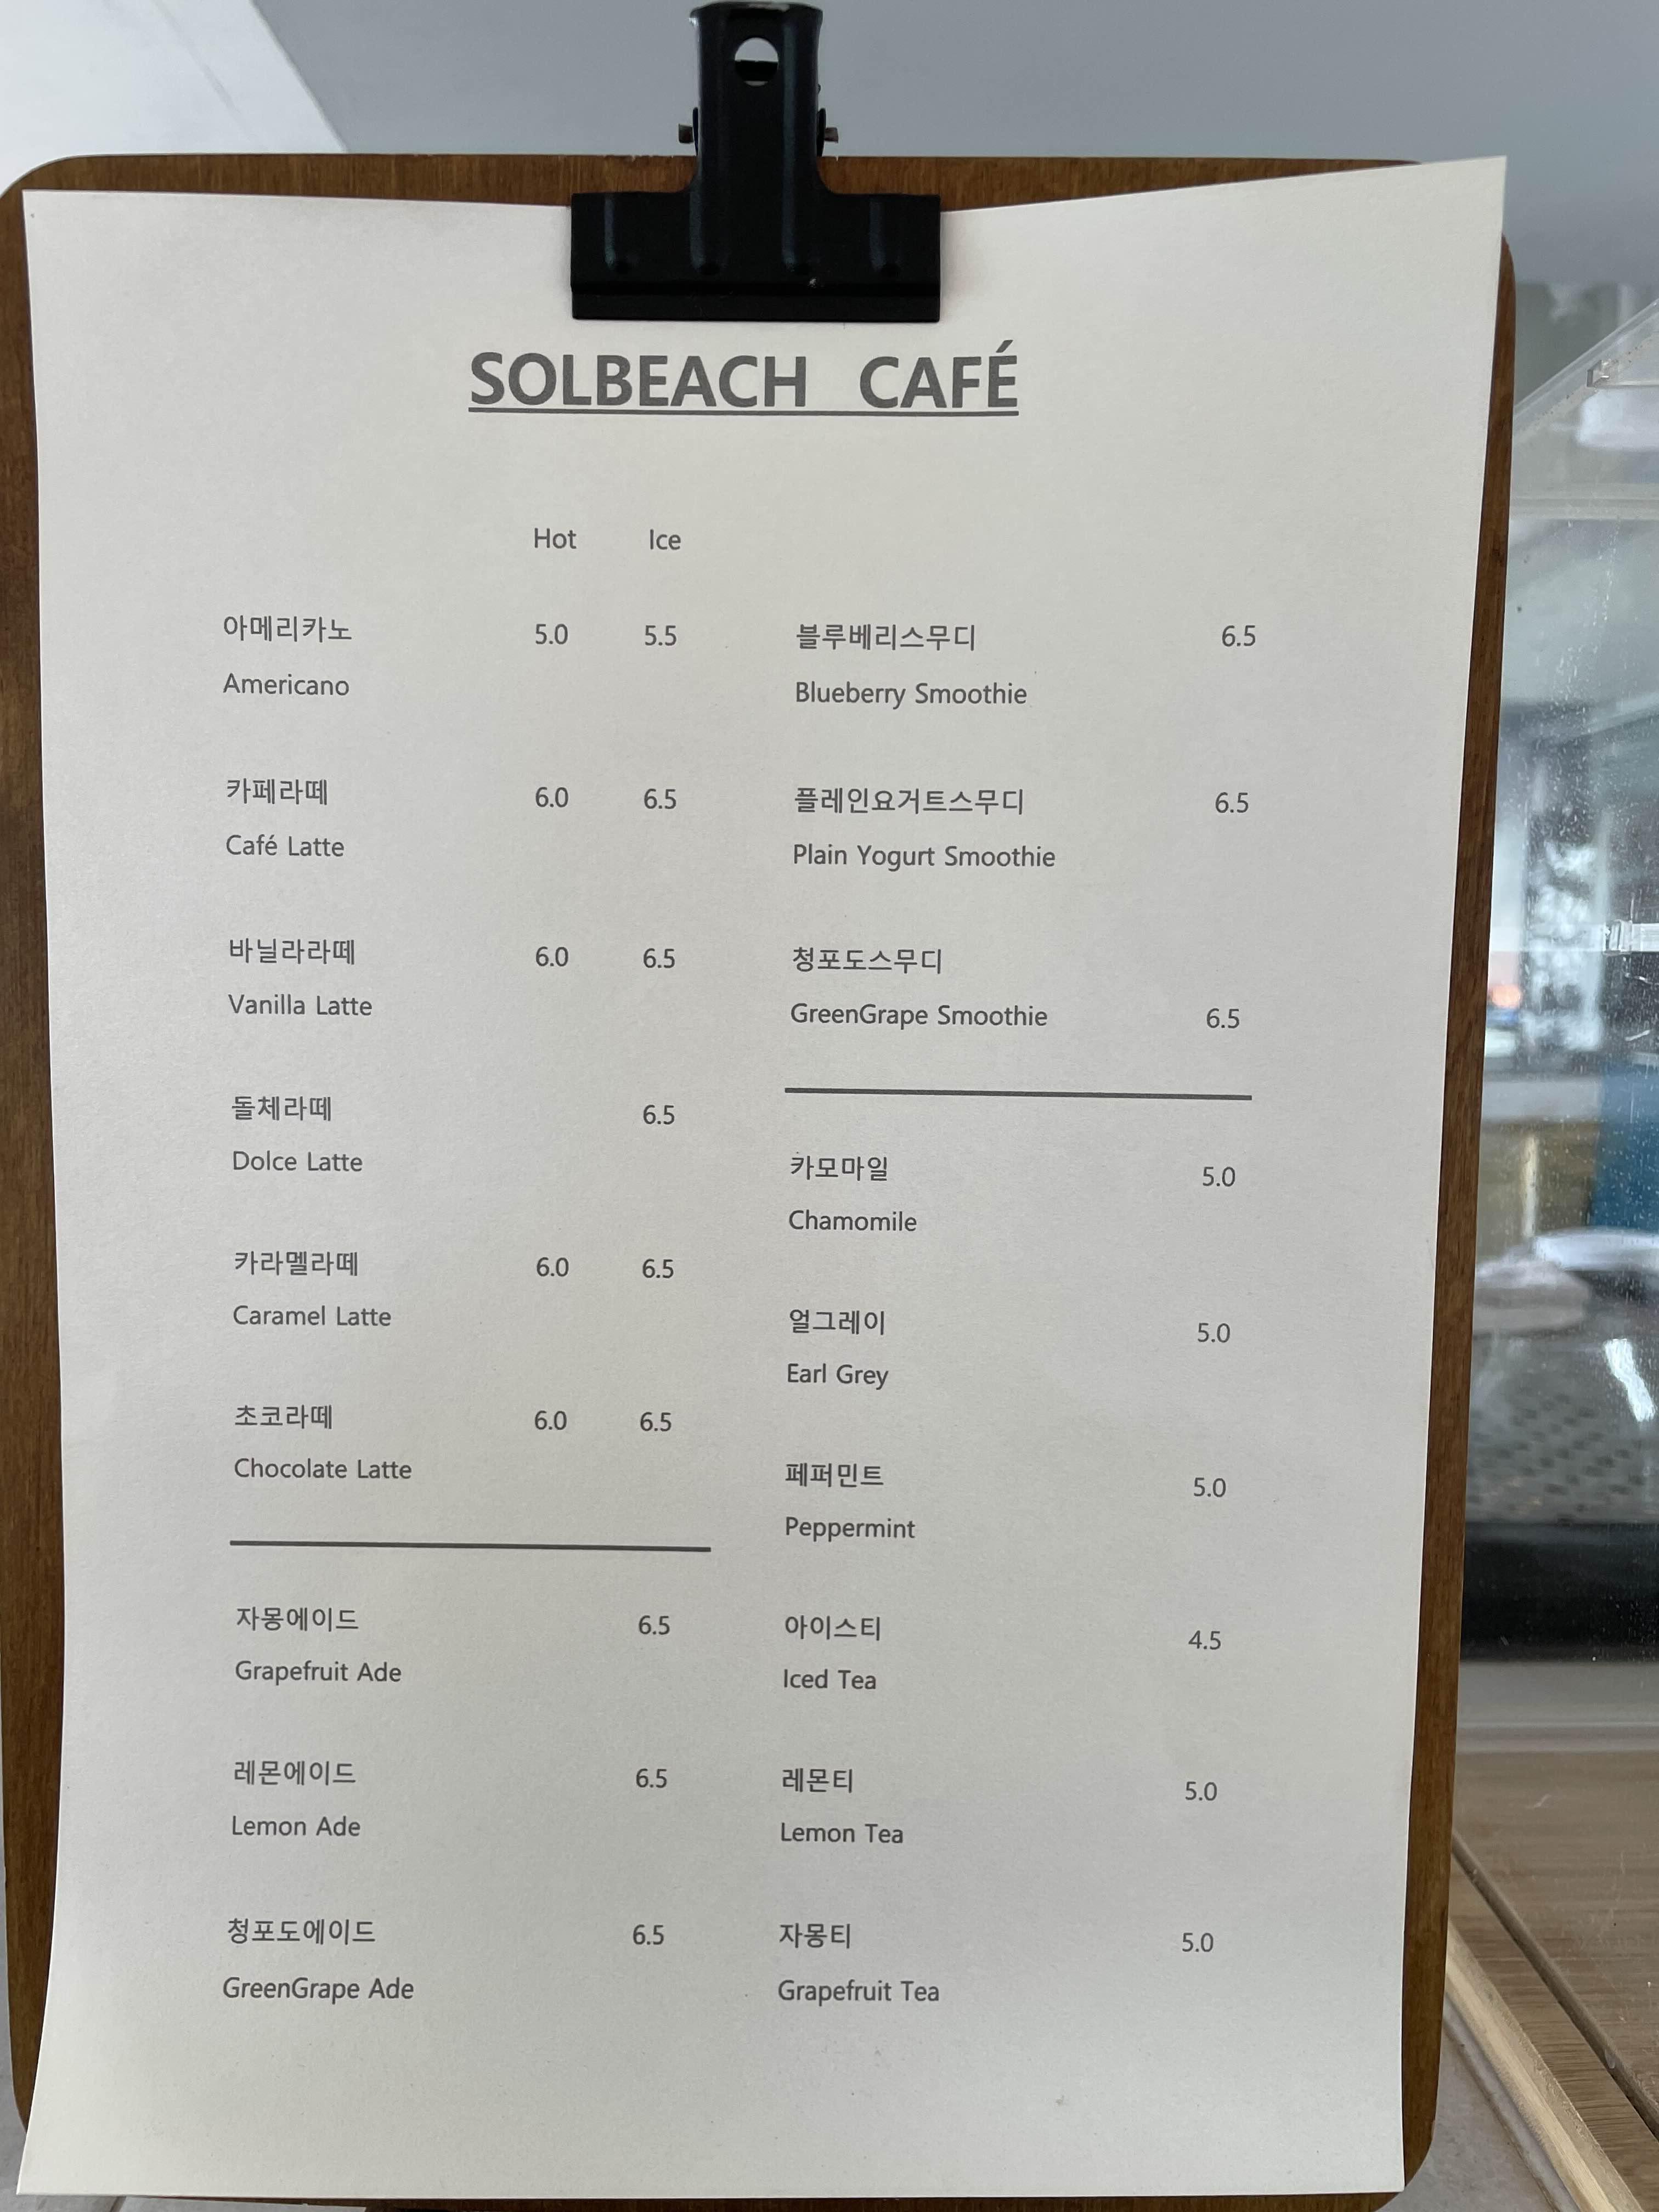 SOLBEACH CAFÉ
Hot Ice
아메리카노 5.0 5.5
Americano
카페라떼 6.0 6.5
Café Latte
바닐라라떼 6.0 6.5
Vanilla Latte
돌체라떼 6.5
Dolce Latte
카라멜라떼 6.0 6.5
Caramel Latte
초코라떼 6.0 6.5
Chocolate Latte
자몽에이드 6.5
Grapefruit Ade
레몬에이드 6.5
Lemon Ade
청포도에이드 6.5
GreenGrape Ade
블루베리스무디 6.5
Blueberry Smoothie
플레인요거트스무디 6.5
Plain Yogurt Smoothie
청포도스무디
GreenGrape Smoothie 6.5
카모마일 5.0
Chamomile
얼그레이 5.0
Earl Grey
페퍼민트 5.0
Peppermint
아이스티 4.5
Iced Tea
레몬티 5.0
Lemon Tea
자몽티 5.0
Grapefruit Tea